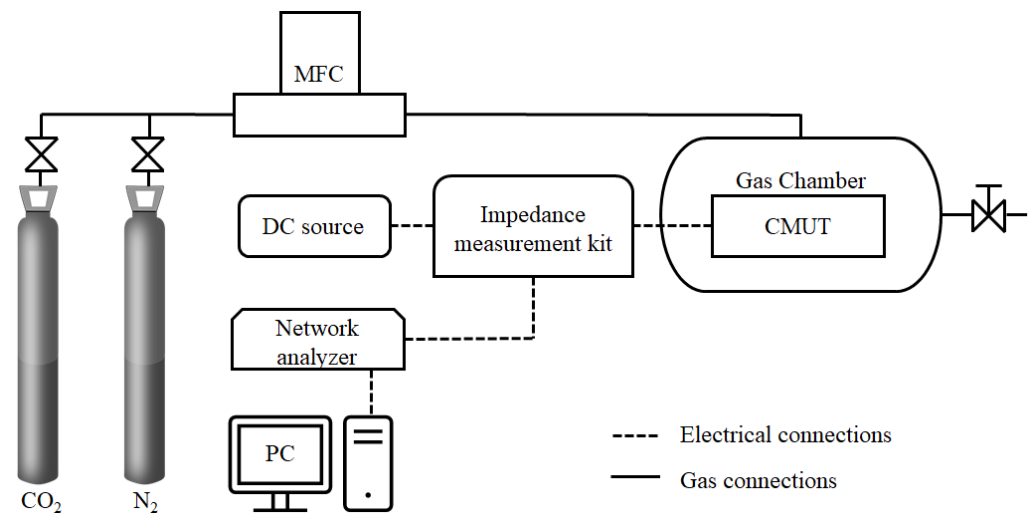 MFC
Gas Chamber
CMUT
DC source
Impedance
measurement kit
Network
analyzer
PC
Electrical connections
Gas connections
CO₂
N₂